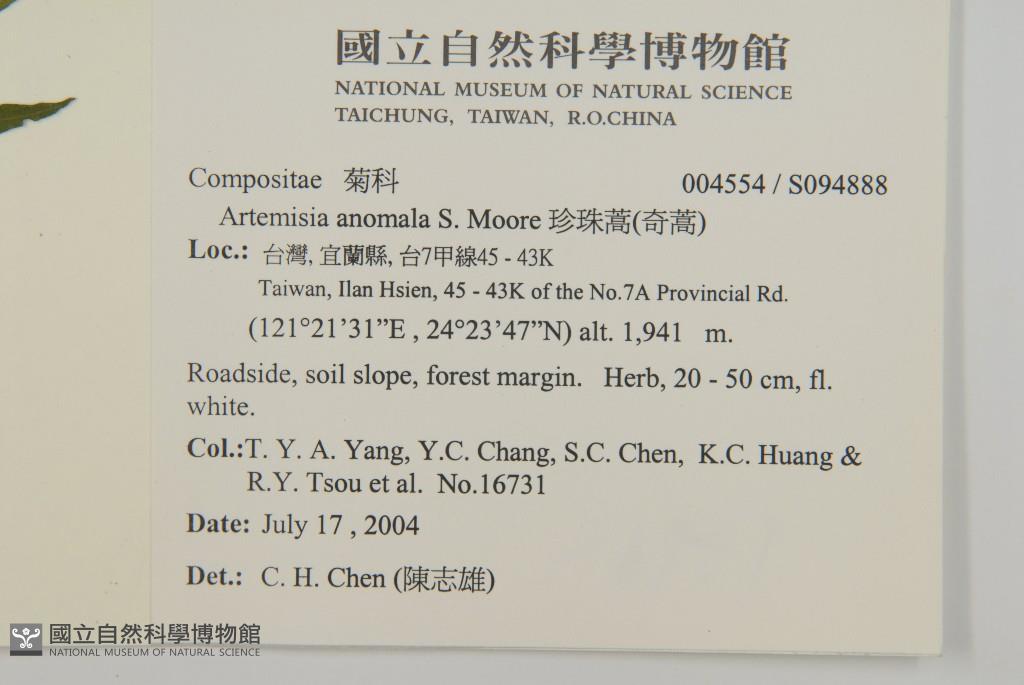 國立自然科學博物館
NATIONAL MUSEUM OF NATURAL SCIENCE
TAICHUNG, TAIWAN, R.O.CHINA
Compositae 菊科 004554 / S094888
Artemisia anomala S. Moore 珍珠蒿(奇蒿)
Loc.: 台灣, 宜蘭縣, 台7甲線45 - 43K
Taiwan, Ilan Hsien, 45 - 43K of the No.7A Provincial Rd.
(121°21’31”E , 24°23’47”N) alt. 1,941 m.
Roadside, soil slope, forest margin. Herb, 20 - 50 cm, fl.
white.
Col.:T. Y. A. Yang, Y.C. Chang, S.C. Chen, K.C. Huang &
R.Y. Tsou et al. No.16731
Date: July 17 , 2004
Det.: C. H. Chen (陳志雄)
國立自然科學博物館
NATIONAL MUSEUM OF NATURAL SCIENCE